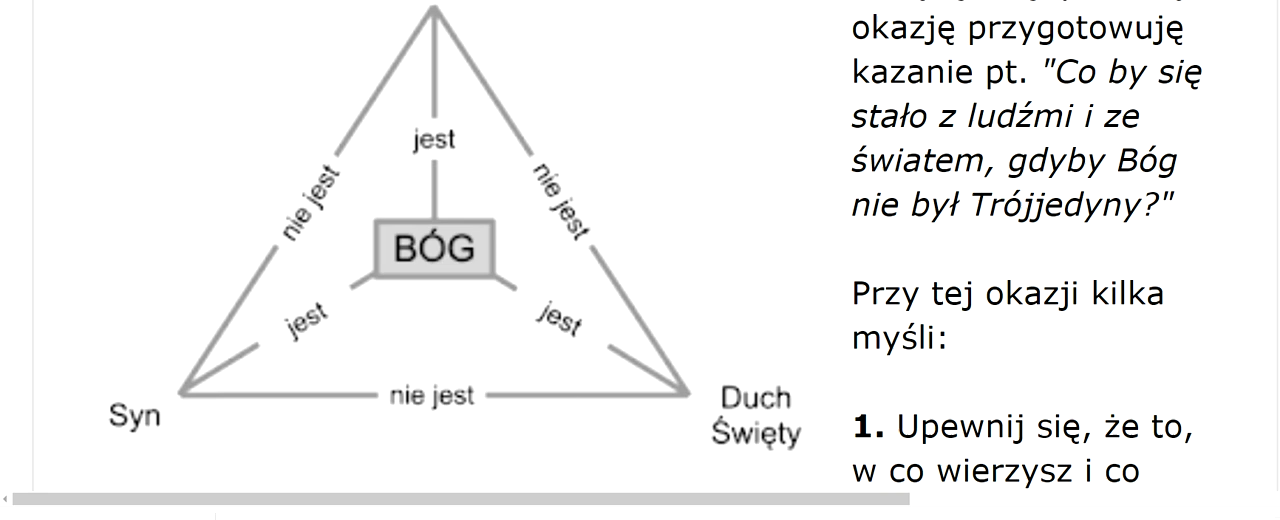 jest
nie jest
nie jest
BÓG
jest
jest
nie jest
Syn
Duch
Święty
okazję przygotowuję
kazanie pt. "Co by się
stało z ludźmi i ze
światem, gdyby Bóg
nie był Trójjedyny?"
Przy tej okazji kilka
myśli:
1. Upewnij się, że to,
w co wierzysz i co